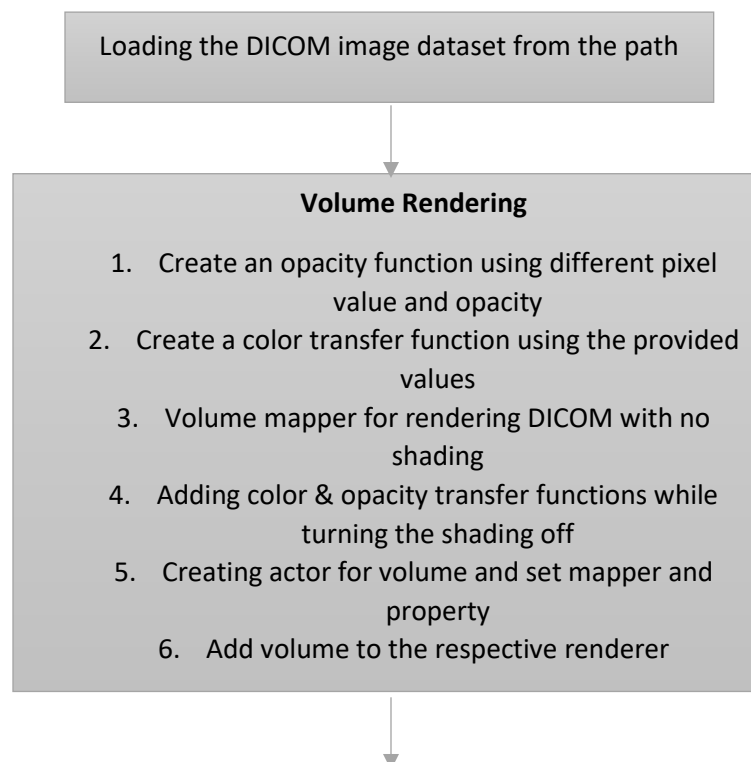 Loading the DICOM image dataset from the path
Volume Rendering
1. Create an opacity function using different pixel
value and opacity
2. Create a color transfer function using the provided
values
3. Volume mapper for rendering DICOM with no
shading
4. Adding color & opacity transfer functions while
turning the shading off
5. Creating actor for volume and set mapper and
property
6. Add volume to the respective renderer